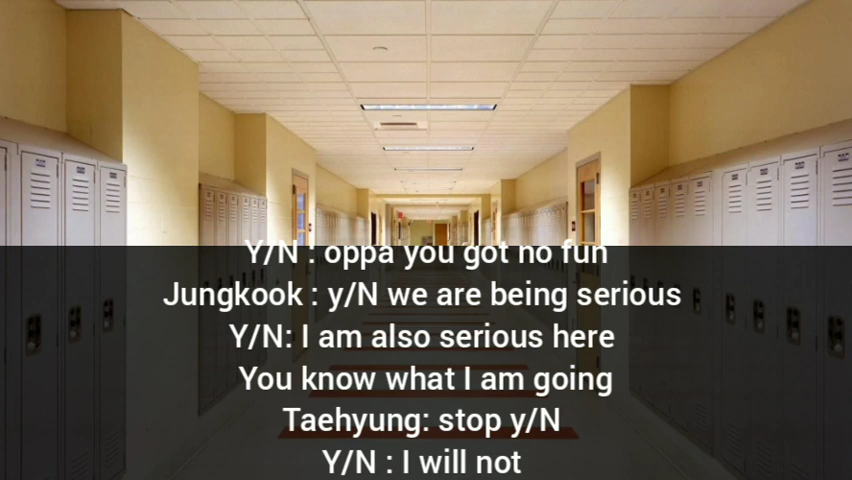 Y/N : oppa you got no fun
Jungkook : y/N we are being serious
Y/N: I am also serious here
You know what I am going
Taehyung: stop y/N
Y/N : I will not